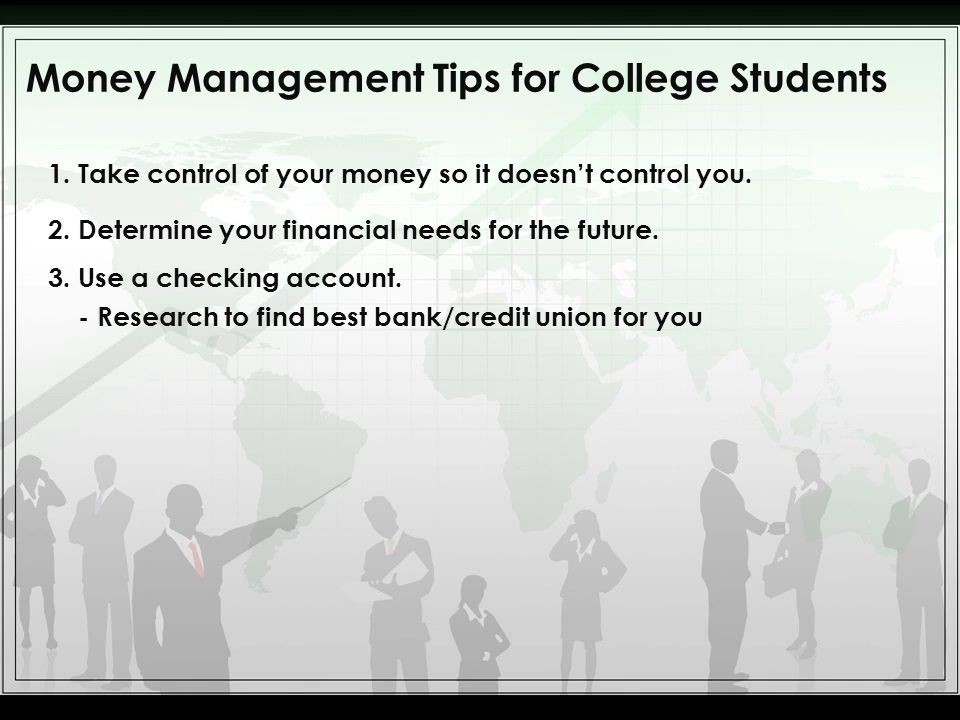 Money Management Tips for College Students
1. Take control of your money so it doesn’t control you.
2. Determine your financial needs for the future.
3. Use a checking account.
- Research to find best bank/credit union for you